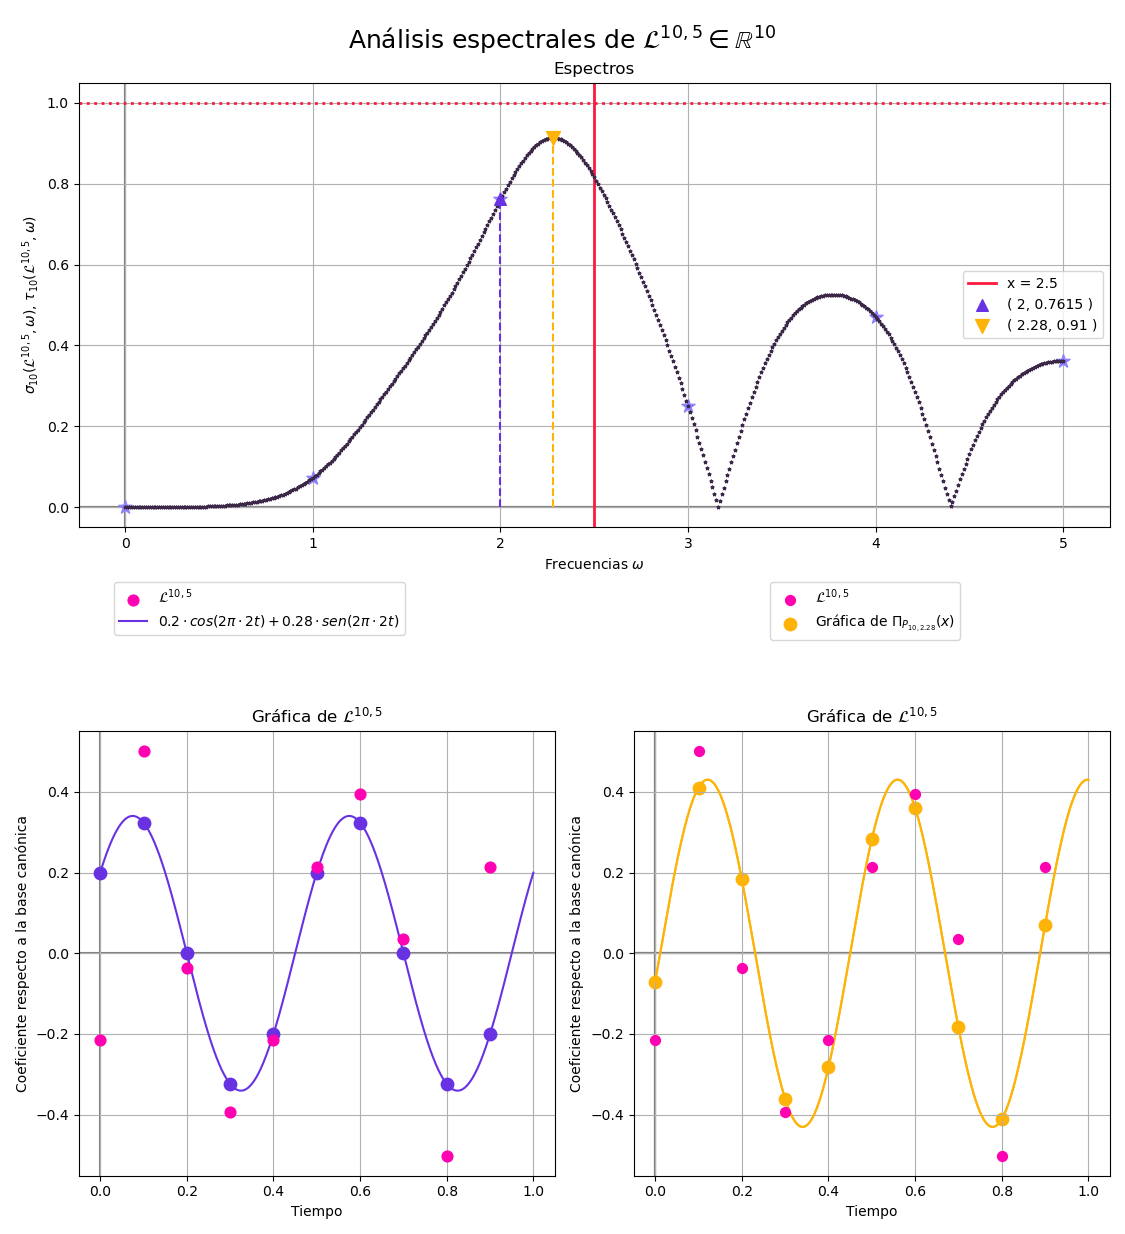 Análisis espectrales de $\mathcal{L}^{10,5} \in \mathbb{R}^{10}$
Espectros
1.0
0.8
0.6
0.4
0.2
0.0
$\sigma_{10}(\mathcal{L}^{10,5}, \omega), \tau_{10}(\mathcal{L}^{10,5}, \omega)$
x = 2.5
( 2, 0.7615 )
( 2.28, 0.91 )
0 1 2 3 4 5
Frecuencias $\omega$
$\mathcal{L}^{10,5}$
$0.2 \cdot cos(2\pi \cdot 2t) + 0.28 \cdot sen(2\pi \cdot 2t)$
$\mathcal{L}^{10,5}$
Gráfica de $\Pi_{P_{10,2.28}}(x)$
Gráfica de $\mathcal{L}^{10,5}$
0.4
0.2
0.0
−0.2
−0.4
Coeficiente respecto a la base canónica
0.0 0.2 0.4 0.6 0.8 1.0
Tiempo
Gráfica de $\mathcal{L}^{10,5}$
0.4
0.2
0.0
−0.2
−0.4
Coeficiente respecto a la base canónica
0.0 0.2 0.4 0.6 0.8 1.0
Tiempo